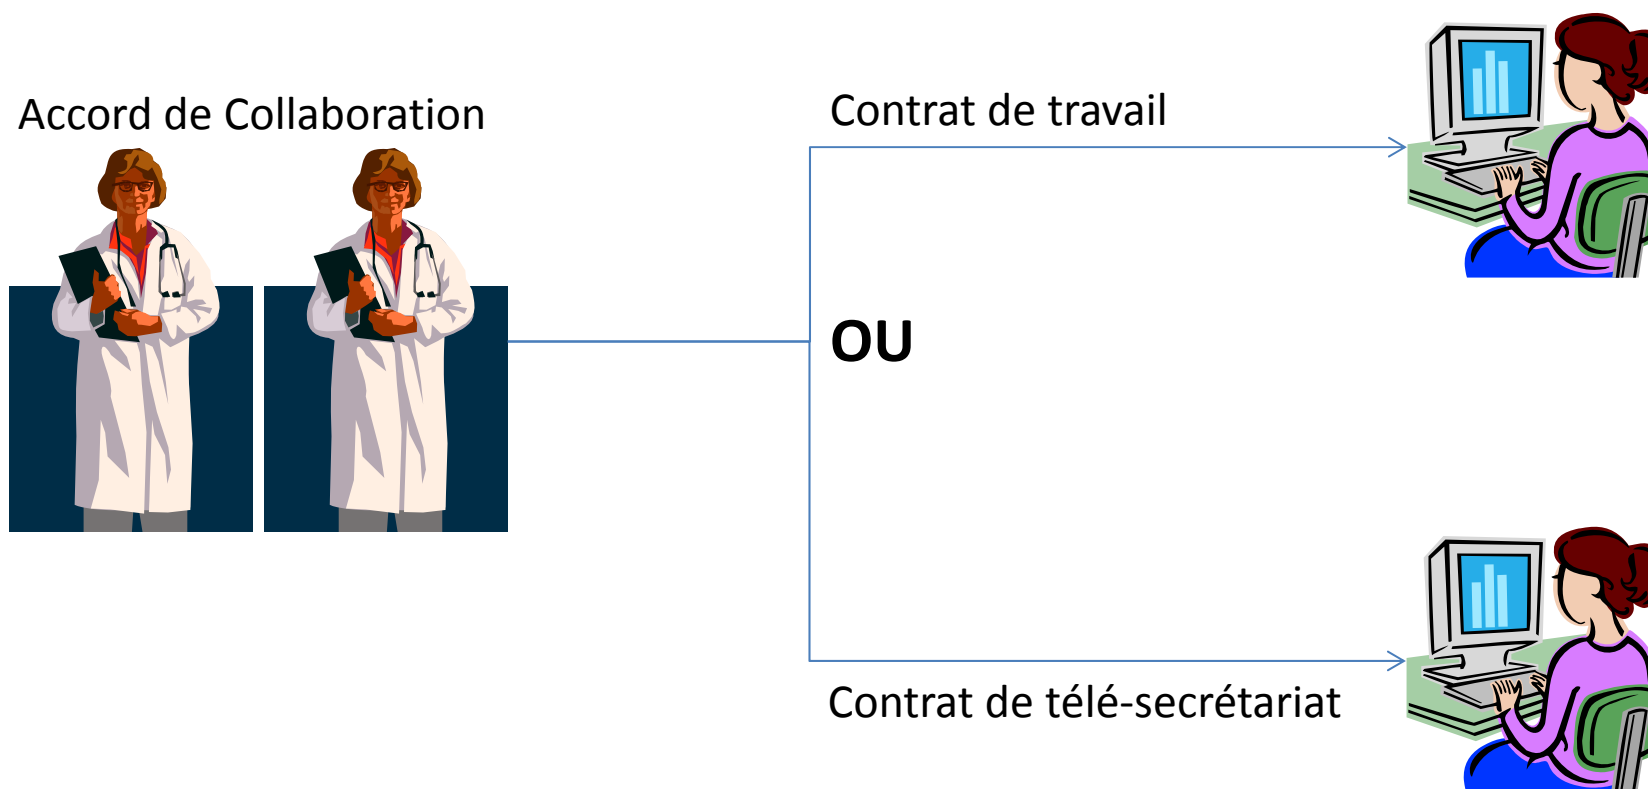 Accord de Collaboration
Contrat de travail
OU
Contrat de télé-secrétariat